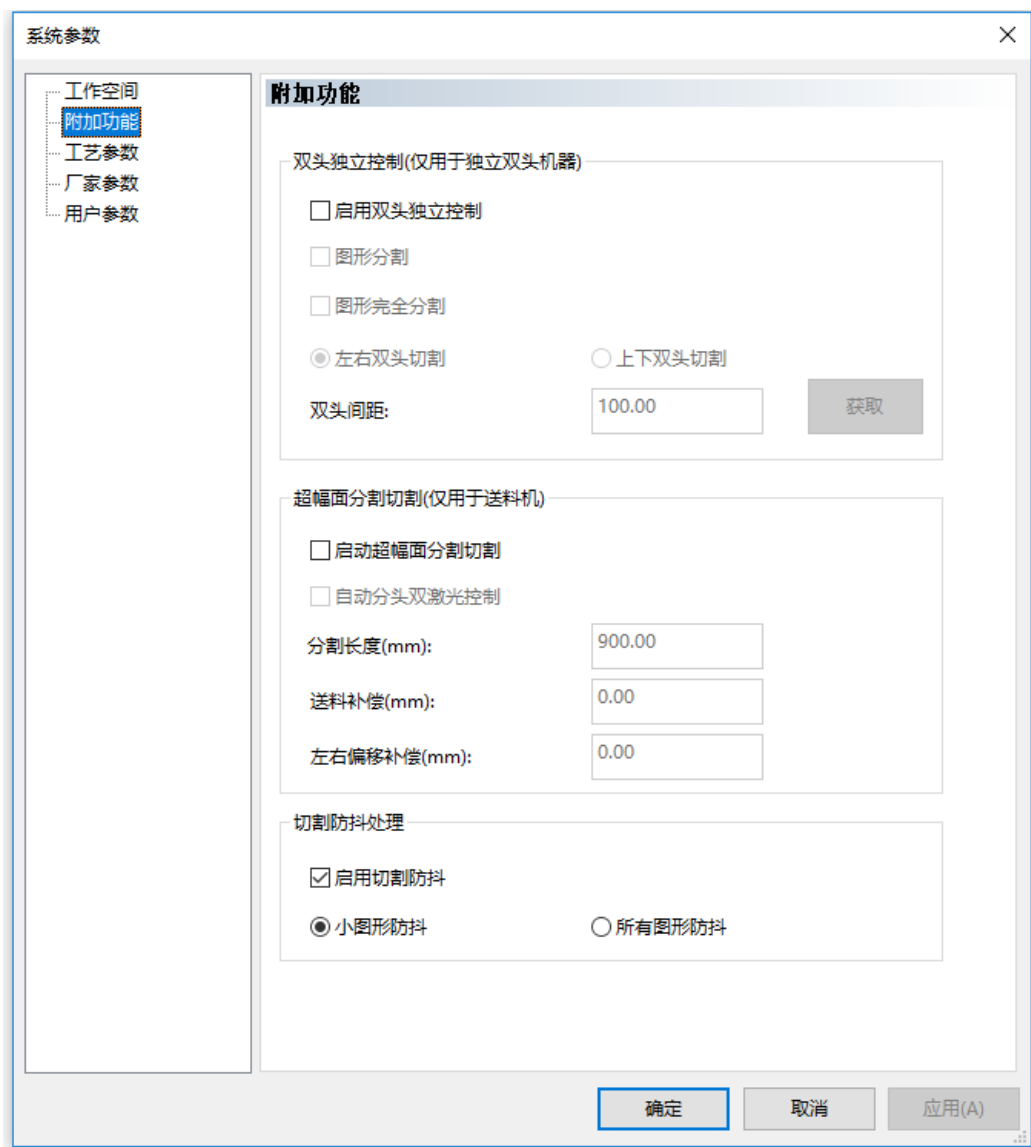 系统参数
工作空间
附加功能
工艺参数
厂家参数
用户参数
附加功能
双头独立控制(仅用于独立双头机器)
启用双头独立控制
图形分割
图形完全分割
左右双头切割 上下双头切割
双头间距: 100.00 获取
超幅面分割切割(仅用于送料机)
启动超幅面分割切割
自动分头双激光控制
分割长度(mm): 900.00
送料补偿(mm): 0.00
左右偏移补偿(mm): 0.00
切割防抖处理
启用切割防抖
小图形防抖 所有图形防抖
确定 取消 应用(A)